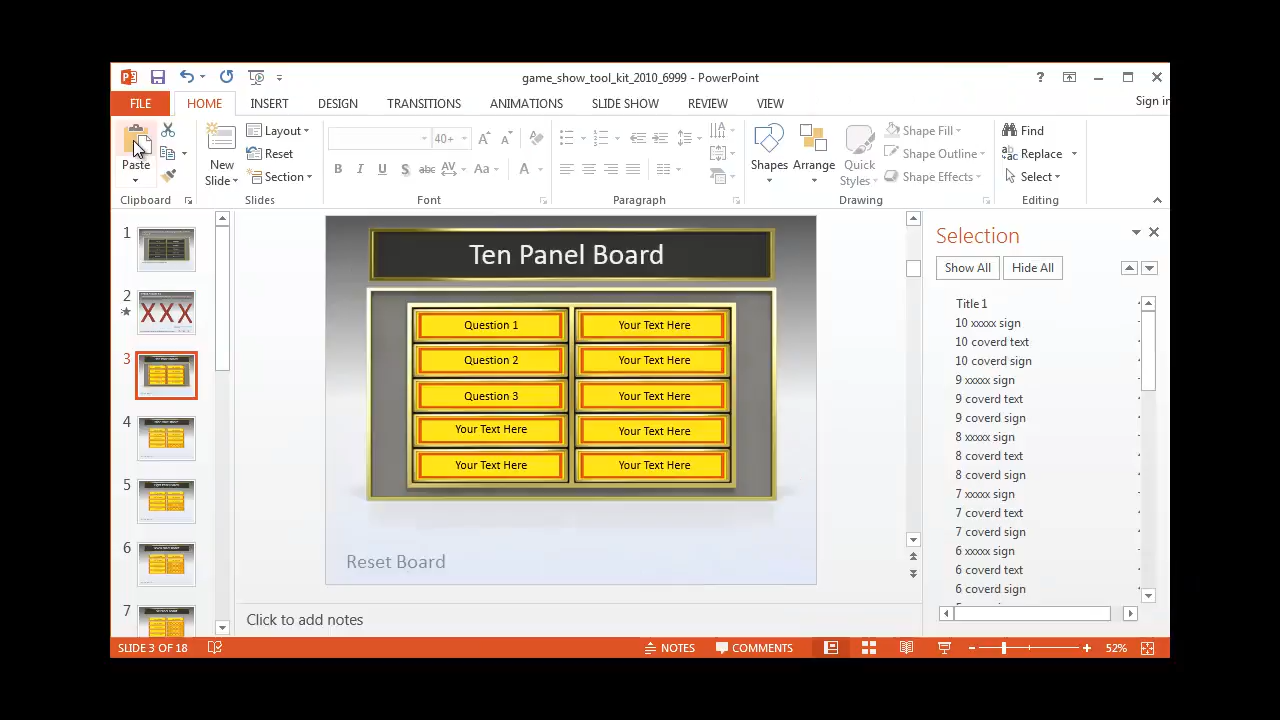 game_show_tool_kit_2010_6999 - PowerPoint
?
Sign in
FILE HOME INSERT DESIGN TRANSITIONS ANIMATIONS SLIDE SHOW REVIEW VIEW
Paste
Clipboard
New
Slide
Layout
Reset
Section
Slides
40+
B I U S abc AV Aa A
Font
Paragraph
Shapes
Arrange
Quick
Styles
Shape Fill
Shape Outline
Shape Effects
Drawing
Find
Replace
Select
Editing
1
2
XXX
3
4
5
6
7
Ten Panel Board
Question 1 Your Text Here
Question 2 Your Text Here
Question 3 Your Text Here
Your Text Here Your Text Here
Your Text Here Your Text Here
Reset Board
Click to add notes
Selection
Show All Hide All
Title 1
10 xxxxx sign
10 coverd text
10 coverd sign
9 xxxxx sign
9 coverd text
9 coverd sign
8 xxxxx sign
8 coverd text
8 coverd sign
7 xxxxx sign
7 coverd text
7 coverd sign
6 xxxxx sign
6 coverd text
6 coverd sign
SLIDE 3 OF 18 NOTES COMMENTS 52%